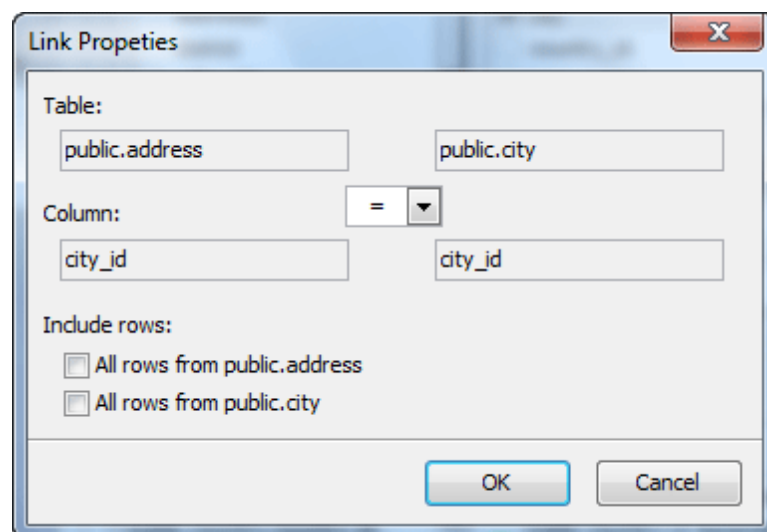 Link Propeties
Table:
public.address public.city
Column: =
city_id city_id
Include rows:
All rows from public.address
All rows from public.city
OK Cancel